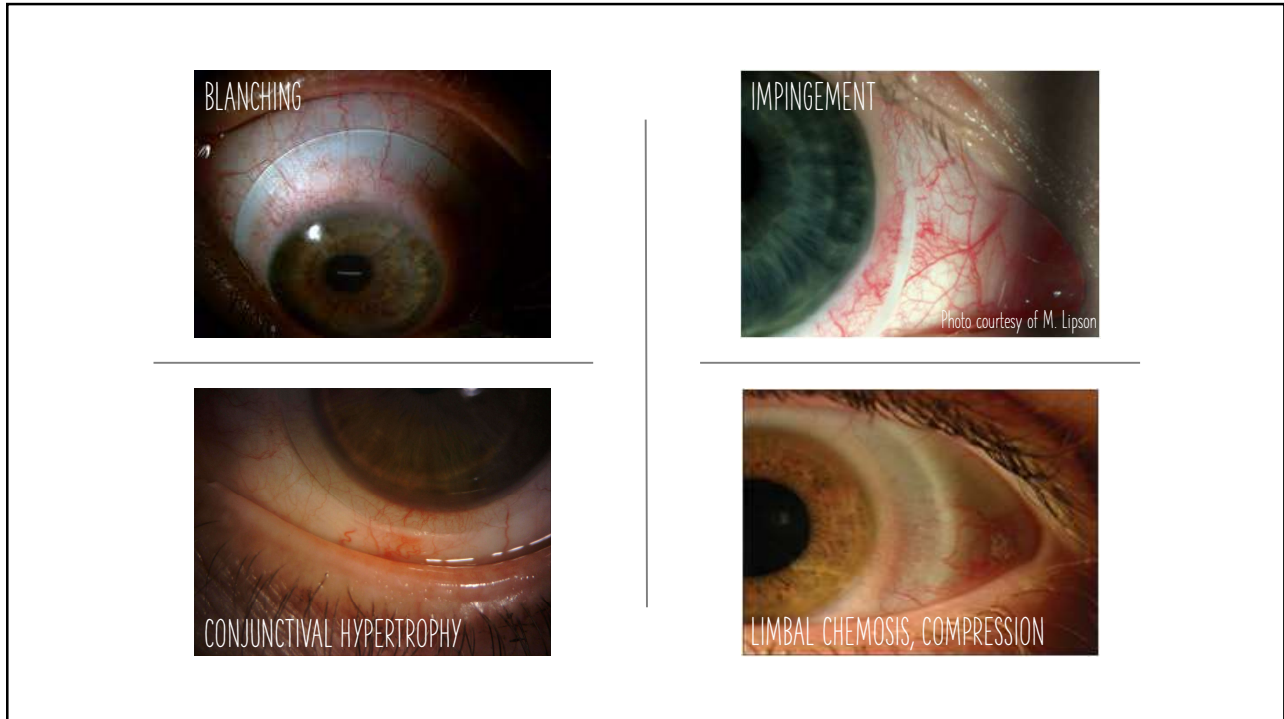 BLANCHING
IMPINGEMENT
Photo courtesy of M. Lipson
CONJUNCTIVAL HYPERTROPHY
LIMBAL CHEMOSIS, COMPRESSION